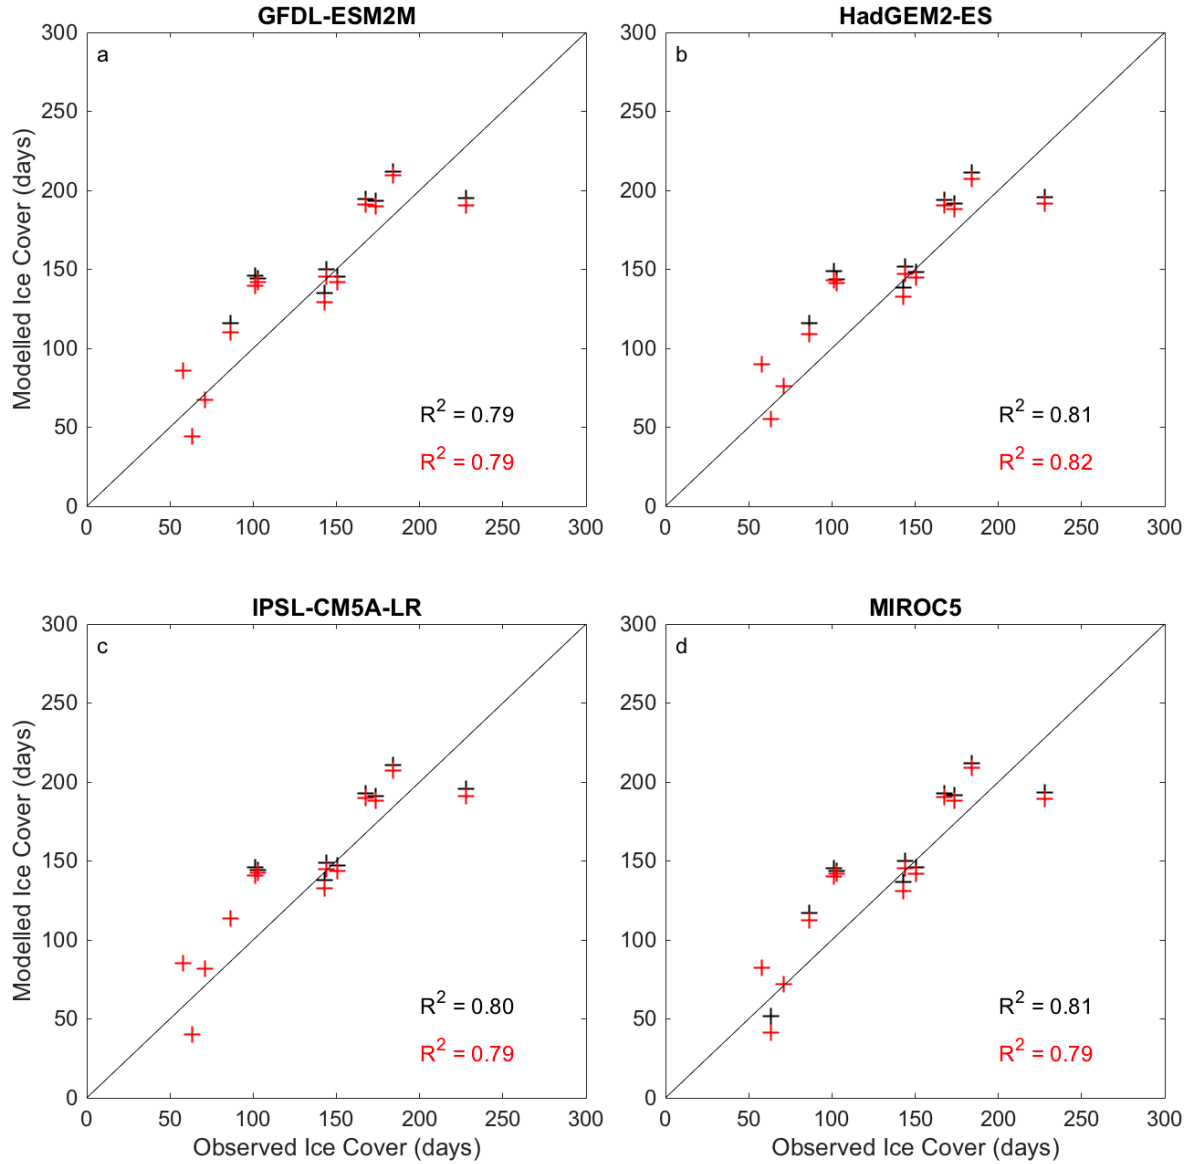 GFDL-ESM2M
HadGEM2-ES
a
b
Modelled Ice Cover (days)
300
250
200
150
100
50
0
300
250
200
150
100
50
0
R² = 0.79
R² = 0.79
R² = 0.81
R² = 0.82
0 50 100 150 200 250 300
0 50 100 150 200 250 300
IPSL-CM5A-LR
MIROC5
c
d
Modelled Ice Cover (days)
300
250
200
150
100
50
0
300
250
200
150
100
50
0
R² = 0.80
R² = 0.79
R² = 0.81
R² = 0.79
0 50 100 150 200 250 300
0 50 100 150 200 250 300
Observed Ice Cover (days)
Observed Ice Cover (days)